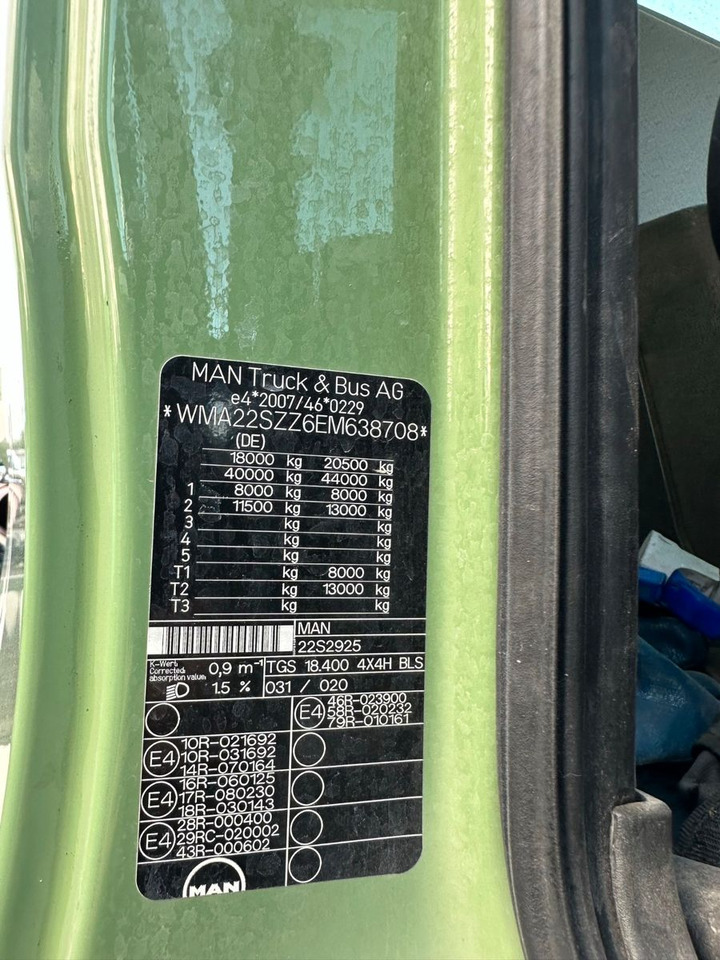 MAN Truck & Bus AG
e4*2007/46*0229
*WMA22SZZ6EM638708*
(DE)
18000 kg 20500 kg
40000 kg 44000 kg
1 8000 kg 8000 kg
2 11500 kg 13000 kg
3 kg kg
4 kg kg
5 kg kg
T1 kg 8000 kg
T2 kg 13000 kg
T3 kg kg
MAN
22S2925
K-Wert: Corrected absorption value: 0,9 m⁻¹
TGS 18.400 4X4H BLS
1.5 %
031 / 020
E4 46R-023900
58R-020232
79R-010161
E4 10R-021692
10R-031692
14R-070164
E4 16R-060125
17R-080230
18R-030143
E4 28R-000400
29RC-020002
43R-000602
MAN